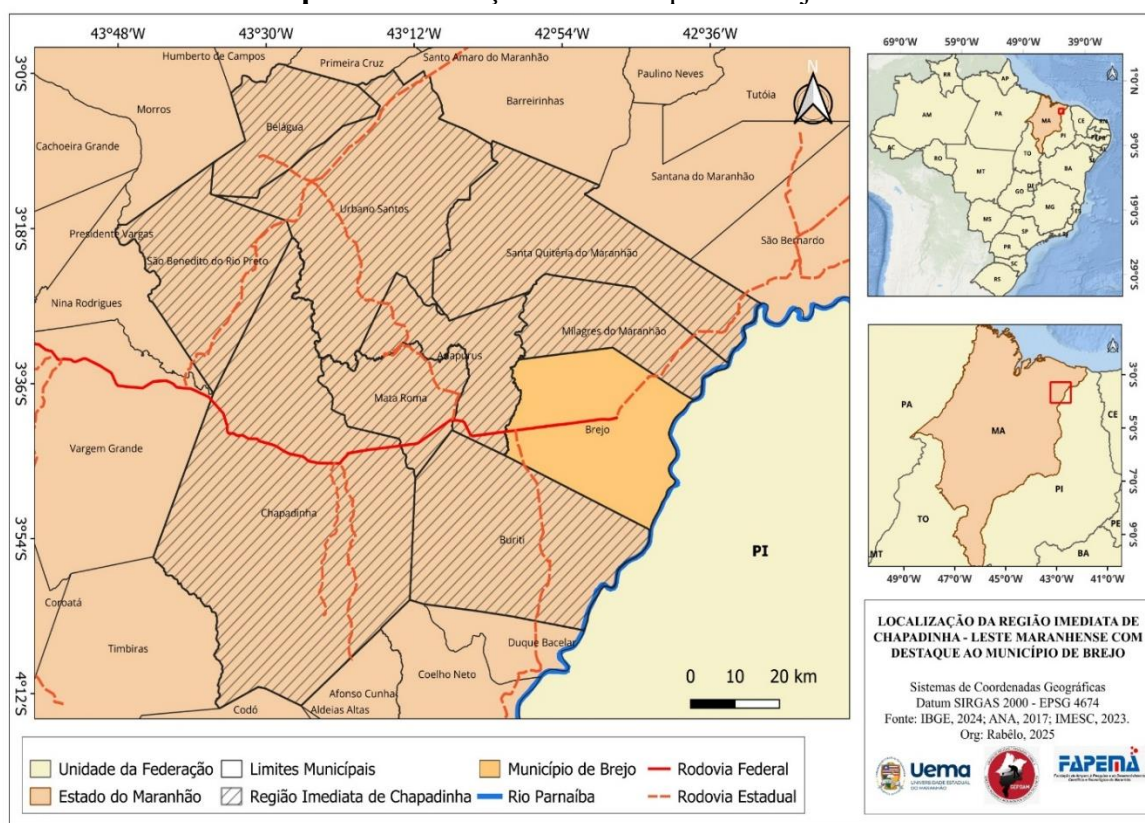 43°48'W 43°30'W 43°12'W 42°54'W 42°36'W
3°0'S
3°18'S
3°36'S
3°54'S
4°12'S
Humberto de Campos
Primeira Cruz
Santo Amaro do Maranhão
Paulino Neves
Tutóia
Barreirinhas
Morros
Belágua
Cachoeira Grande
Santana do Maranhão
Urbano Santos
Presidente Vargas
São Benedito do Rio Preto
Santa Quitéria do Maranhão
São Bernardo
Nina Rodrigues
Milagres do Maranhão
Anapurus
Mata Roma
Brejo
Vargem Grande
Chapadinha
Buriti
PI
Coroatá
Timbiras
Duque Bacelar
Coelho Neto
Afonso Cunha
Codó
Aldeias Altas
N
0 10 20 km
69°0'W 59°0'W 49°0'W 39°0'W
1°0'N
9°0'S
19°0'S
29°0'S
RR
AP
AM
PA
MA
CE
PI
AC
RO
TO
MT
BA
DF
GO
MG
ES
MS
SP
PR
SC
RS
3°0'S
5°0'S
7°0'S
9°0'S
PA
MA
CE
PI
TO
PE
MT
BA
49°0'W 47°0'W 45°0'W 43°0'W 41°0'W
LOCALIZAÇÃO DA REGIÃO IMEDIATA DE
CHAPADINHA - LESTE MARANHENSE COM
DESTAQUE AO MUNICÍPIO DE BREJO
Sistemas de Coordenadas Geográficas
Datum SIRGAS 2000 - EPSG 4674
Fonte: IBGE, 2024; ANA, 2017; IMESC, 2023.
Org: Rabêlo, 2025
Uema
UNIVERSIDADE ESTADUAL
DO MARANHÃO
FAPEMA
Unidade da Federação
Limites Municípais
Município de Brejo
Rodovia Federal
Estado do Maranhão
Região Imediata de Chapadinha
Rio Parnaíba
Rodovia Estadual